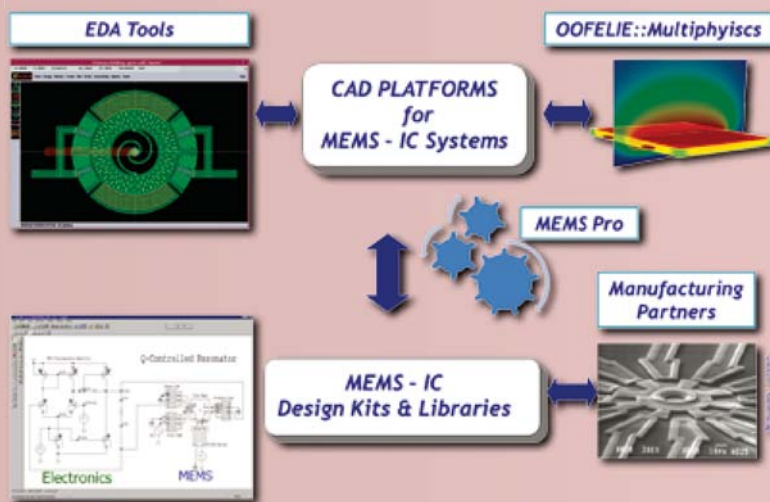 EDA Tools
OOFELIE::Multiphyiscs
CAD PLATFORMS
for
MEMS - IC Systems
MEMS Pro
Manufacturing
Partners
Q-Controlled Resonator
MEMS - IC
Design Kits & Libraries
Electronics
MEMS